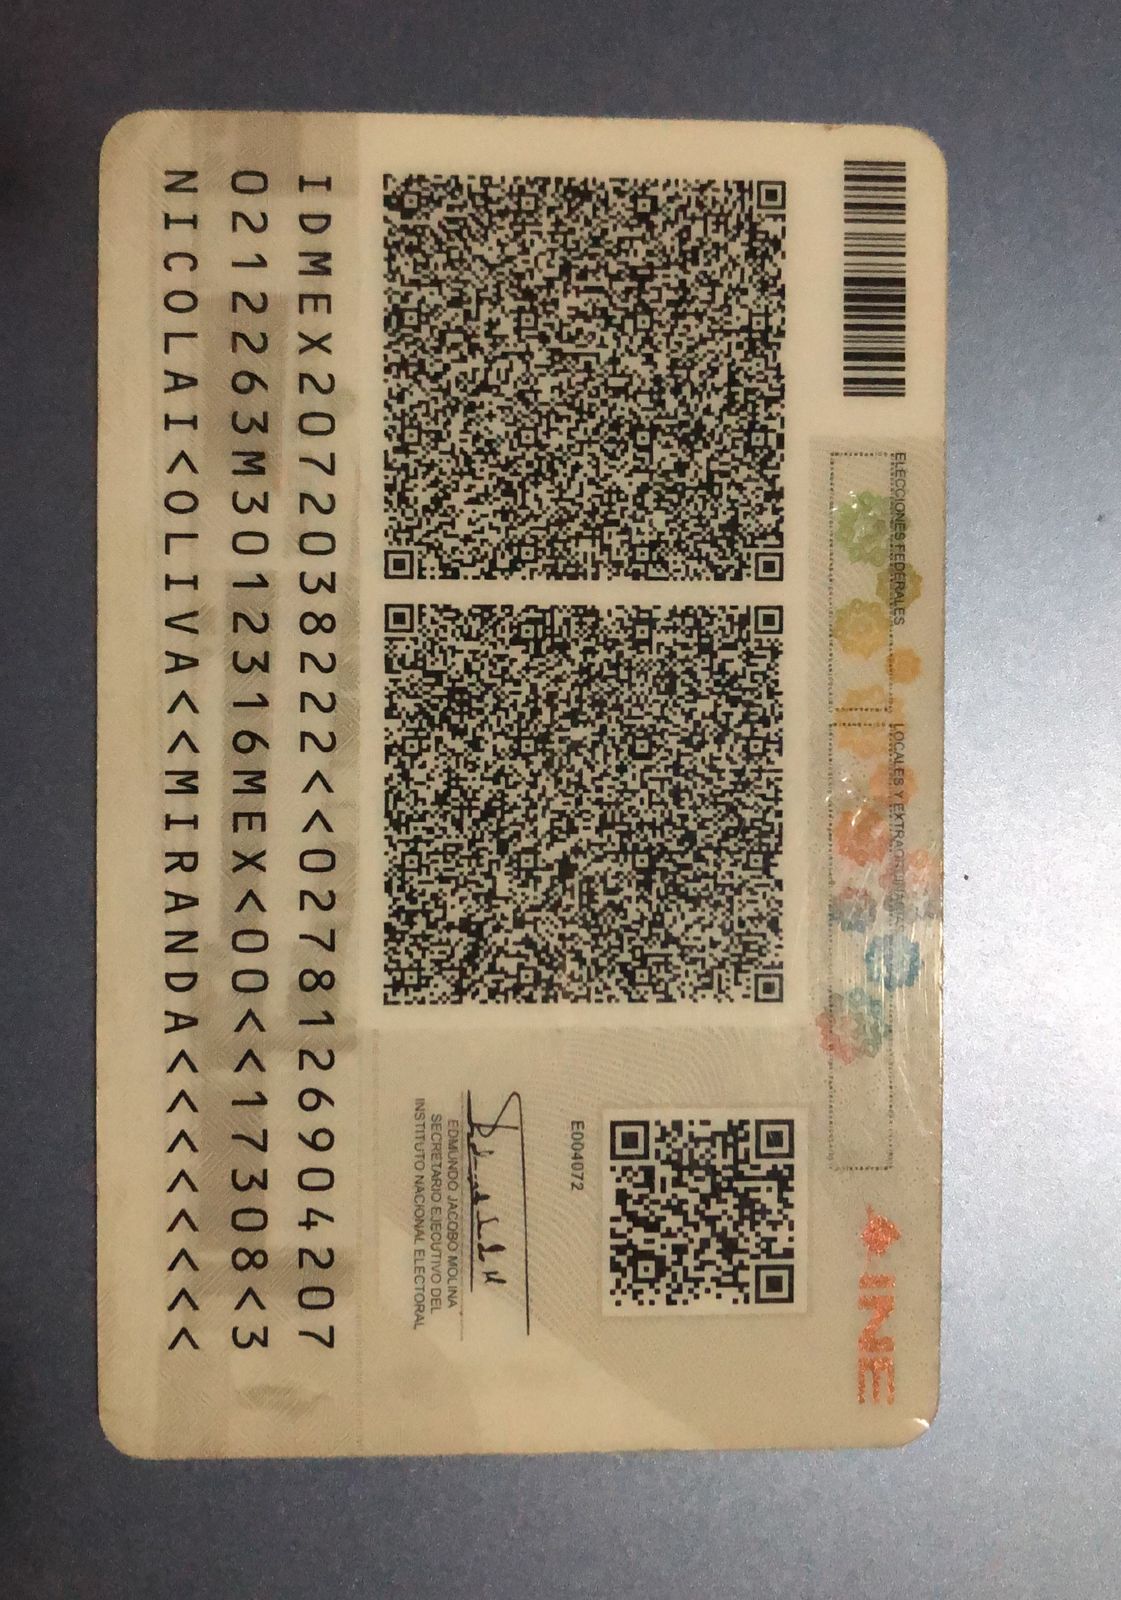 ELECCIONES FEDERALES
LOCALES Y EXTRAORDINARIAS
INE
E004072
EDMUNDO JACOBO MOLINA
SECRETARIO EJECUTIVO DEL
INSTITUTO NACIONAL ELECTORAL
IDMEX2072038222<<0278126904207
0212263M3012316MEX<00<<17308<3
NICOLAI<OLIVA<<MIRANDA<<<<<<<<